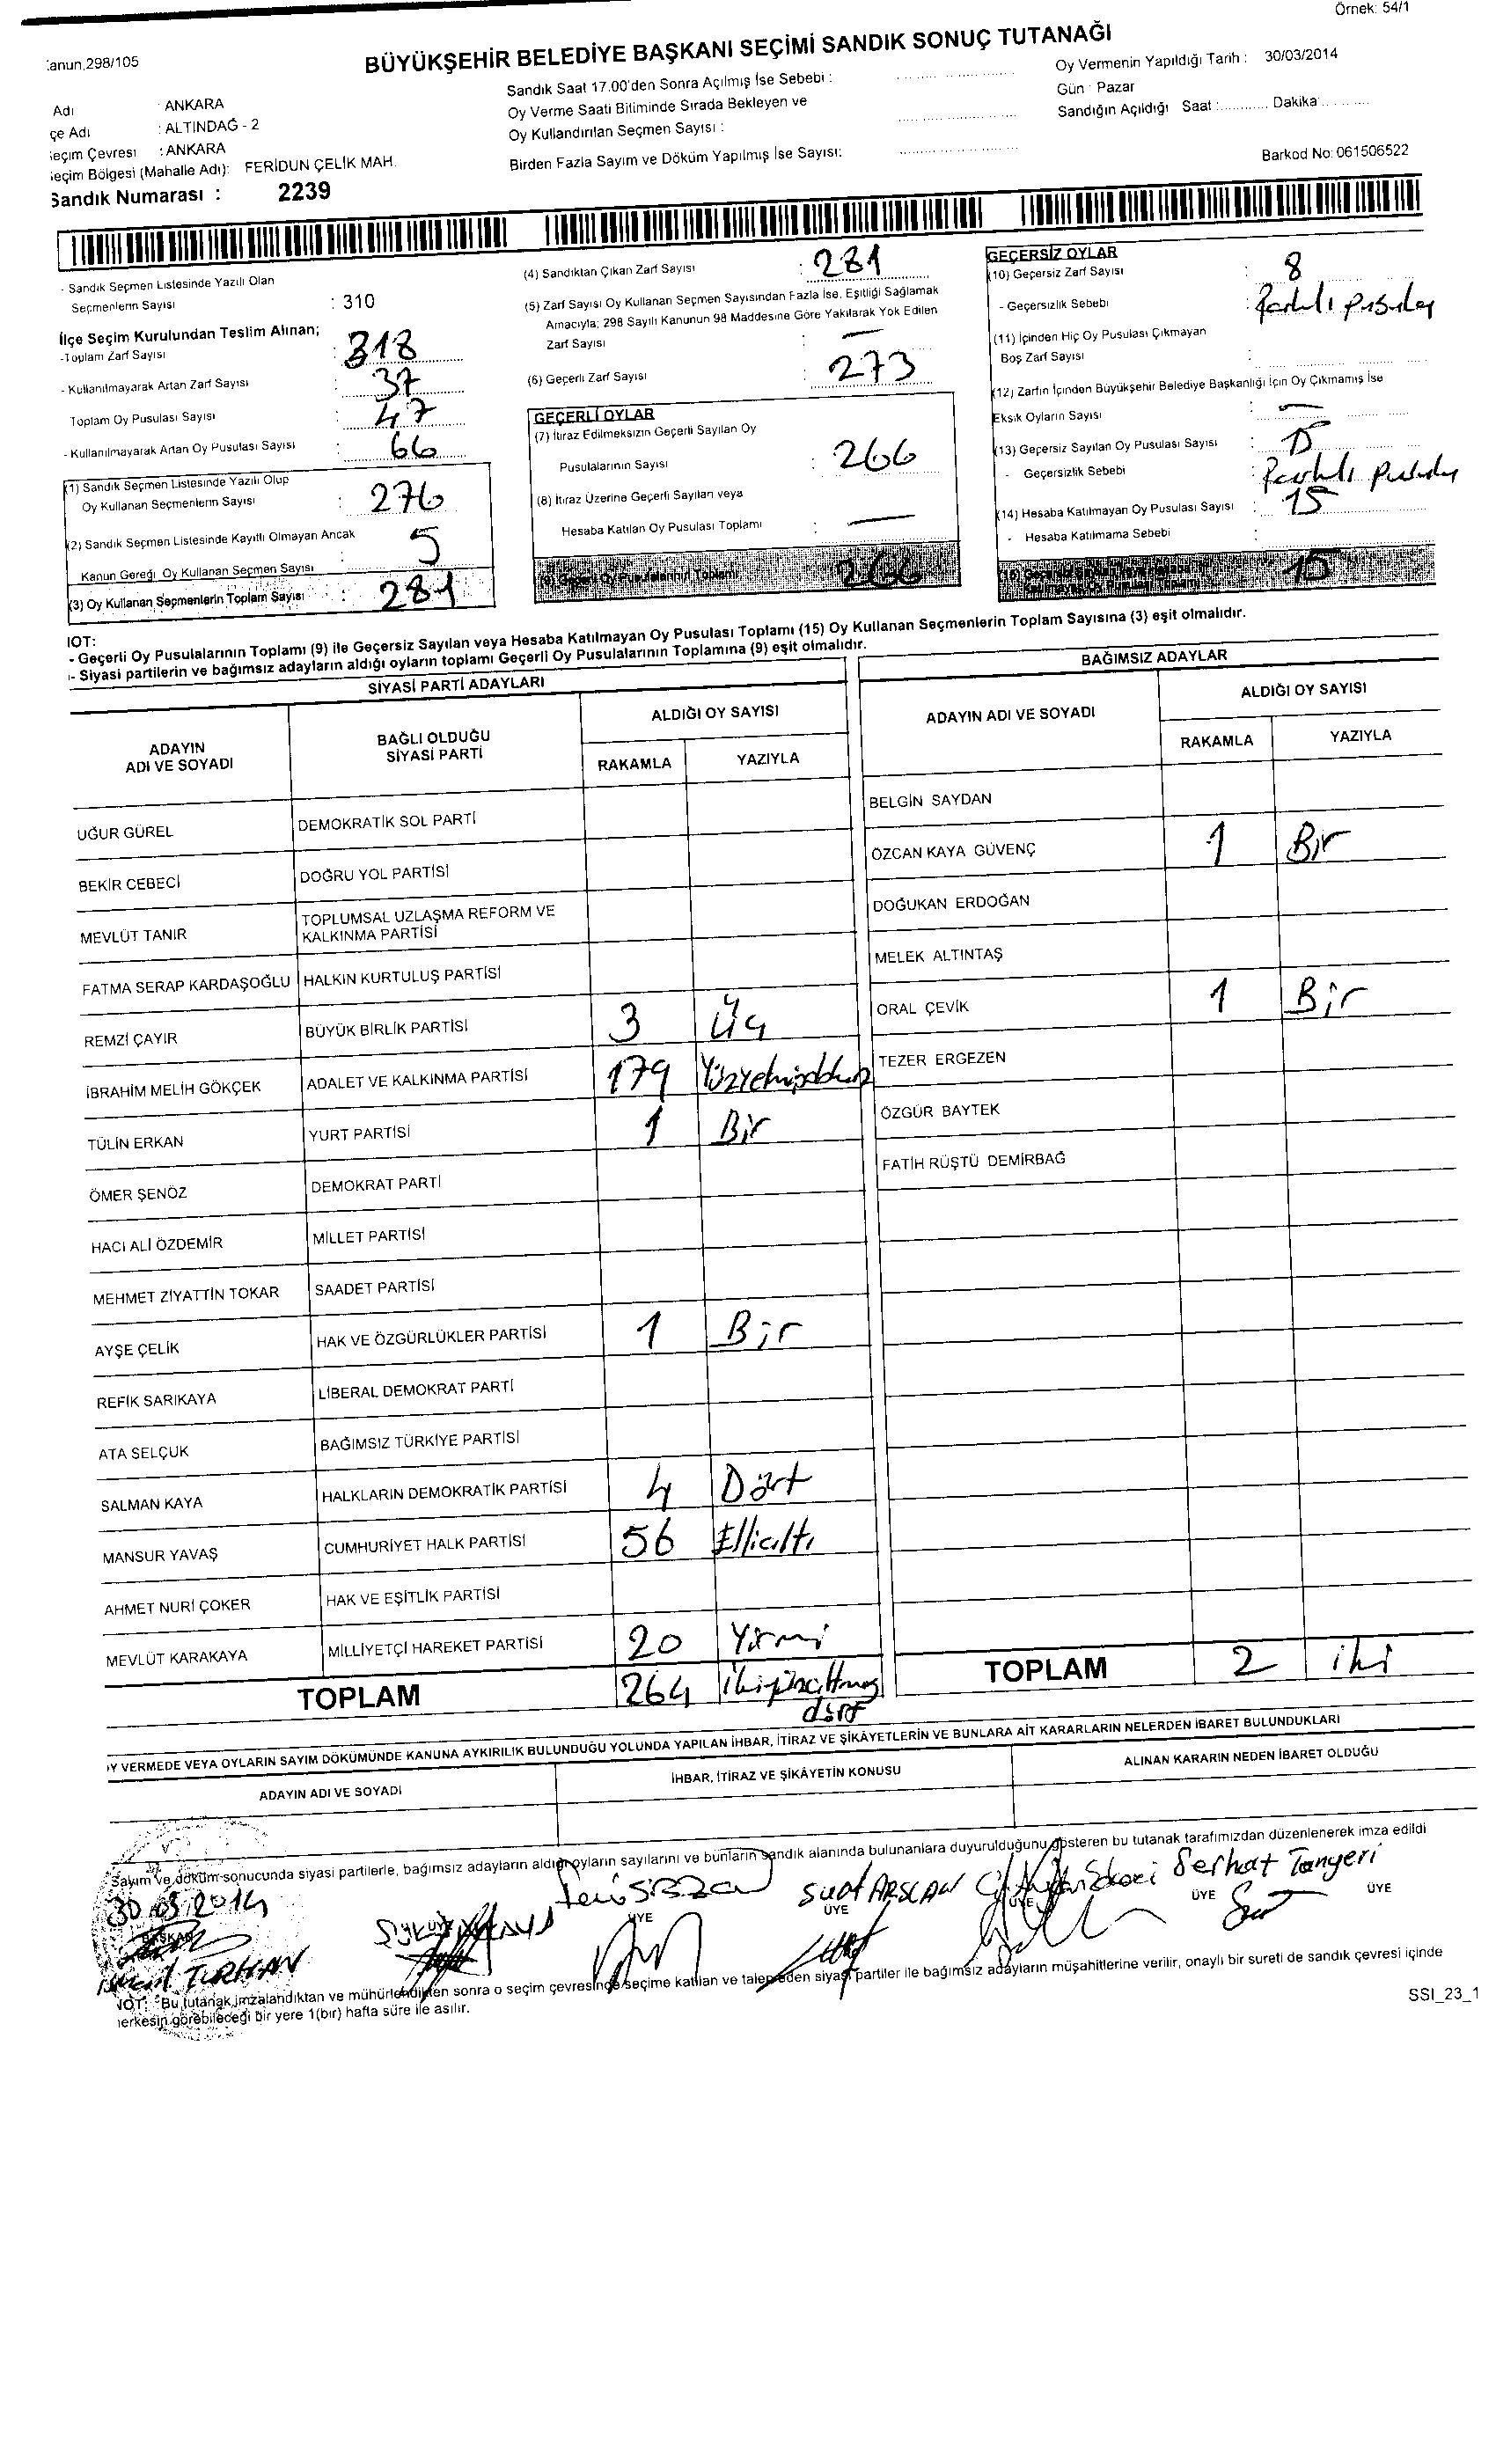 Örnek: 54/1
BÜYÜKŞEHİR BELEDİYE BAŞKANI SEÇİMİ SANDIK SONUÇ TUTANAĞI
anun,298/105
Adı : ANKARA
çe Adı : ALTINDAĞ - 2
eçim Çevresi : ANKARA
eçim Bölgesi (Mahalle Adı): FERİDUN ÇELİK MAH.
Sandık Numarası : 2239
Sandık Saat 17.00'den Sonra Açılmış İse Sebebi :
Oy Verme Saati Bitiminde Sırada Bekleyen ve
Oy Kullandırılan Seçmen Sayısı :
Birden Fazla Sayım ve Döküm Yapılmış İse Sayısı:
Oy Vermenin Yapıldığı Tarih : 30/03/2014
Gün : Pazar
Sandığın Açıldığı Saat :............ Dakika:
Barkod No: 061506522
- Sandık Seçmen Listesinde Yazılı Olan
Seçmenlerin Sayısı : 310
İlçe Seçim Kurulundan Teslim Alınan;
-Toplam Zarf Sayısı : 318
- Kullanılmayarak Artan Zarf Sayısı : 37
Toplam Oy Pusulası Sayısı : 47
- Kullanılmayarak Artan Oy Pusulası Sayısı : 66
(1) Sandık Seçmen Listesinde Yazılı Olup
Oy Kullanan Seçmenlerin Sayısı : 276
(2) Sandık Seçmen Listesinde Kayıtlı Olmayan Ancak
Kanun Gereği Oy Kullanan Seçmen Sayısı 5
(3) Oy Kullanan Seçmenlerin Toplam Sayısı : 281
(4) Sandıktan Çıkan Zarf Sayısı : 281
(5) Zarf Sayısı Oy Kullanan Seçmen Sayısından Fazla İse, Eşitliği Sağlamak
Amacıyla; 298 Sayılı Kanunun 98 Maddesine Göre Yakılarak Yok Edilen
Zarf Sayısı : —
(6) Geçerli Zarf Sayısı : 273
GEÇERLİ OYLAR
(7) İtiraz Edilmeksizin Geçerli Sayılan Oy
Pusulalarının Sayısı : 266
(8) İtiraz Üzerine Geçerli Sayılan veya
Hesaba Katılan Oy Pusulası Toplamı : —
(9) Geçerli Oy Pusulalarının Toplamı 266
GEÇERSİZ OYLAR
(10) Geçersiz Zarf Sayısı : 8
- Geçersizlik Sebebi :
(11) İçinden Hiç Oy Pusulası Çıkmayan
Boş Zarf Sayısı :
(12) Zarfın İçinden Büyükşehir Belediye Başkanlığı İçin Oy Çıkmamış İse
Eksik Oyların Sayısı : —
(13) Geçersiz Sayılan Oy Pusulası Sayısı : 15
- Geçersizlik Sebebi :
(14) Hesaba Katılmayan Oy Pusulası Sayısı : 15
- Hesaba Katılmama Sebebi :
15
NOT:
- Geçerli Oy Pusulalarının Toplamı (9) ile Geçersiz Sayılan veya Hesaba Katılmayan Oy Pusulası Toplamı (15) Oy Kullanan Seçmenlerin Toplam Sayısına (3) eşit olmalıdır.
- Siyasi partilerin ve bağımsız adayların aldığı oyların toplamı Geçerli Oy Pusulalarının Toplamına (9) eşit olmalıdır.
SİYASİ PARTİ ADAYLARI
ADAYIN ADI VE SOYADI BAĞLI OLDUĞU SİYASİ PARTİ ALDIĞI OY SAYISI
RAKAMLA YAZIYLA
UĞUR GÜREL DEMOKRATİK SOL PARTİ
BEKİR CEBECİ DOĞRU YOL PARTİSİ
MEVLÜT TANIR TOPLUMSAL UZLAŞMA REFORM VE KALKINMA PARTİSİ
FATMA SERAP KARDAŞOĞLU HALKIN KURTULUŞ PARTİSİ
REMZİ ÇAYIR BÜYÜK BİRLİK PARTİSİ 3 Üç
İBRAHİM MELİH GÖKÇEK ADALET VE KALKINMA PARTİSİ 179 Yüzyetmişdokuz
TÜLİN ERKAN YURT PARTİSİ 1 Bir
ÖMER ŞENÖZ DEMOKRAT PARTİ
HACI ALİ ÖZDEMİR MİLLET PARTİSİ
MEHMET ZİYATTİN TOKAR SAADET PARTİSİ
AYŞE ÇELİK HAK VE ÖZGÜRLÜKLER PARTİSİ 1 Bir
REFİK SARIKAYA LİBERAL DEMOKRAT PARTİ
ATA SELÇUK BAĞIMSIZ TÜRKİYE PARTİSİ
SALMAN KAYA HALKLARIN DEMOKRATİK PARTİSİ 4 Dört
MANSUR YAVAŞ CUMHURİYET HALK PARTİSİ 56 Ellialtı
AHMET NURİ ÇOKER HAK VE EŞİTLİK PARTİSİ
MEVLÜT KARAKAYA MİLLİYETÇİ HAREKET PARTİSİ 20 Yirmi
TOPLAM 264 ikiyüzaltmış
dört
BAĞIMSIZ ADAYLAR
ADAYIN ADI VE SOYADI ALDIĞI OY SAYISI
RAKAMLA YAZIYLA
BELGİN SAYDAN
ÖZCAN KAYA GÜVENÇ 1 Bir
DOĞUKAN ERDOĞAN
MELEK ALTINTAŞ
ORAL ÇEVİK 1 Bir
TEZER ERGEZEN
ÖZGÜR BAYTEK
FATİH RÜŞTÜ DEMİRBAĞ
TOPLAM 2 iki
OY VERMEDE VEYA OYLARIN SAYIM DÖKÜMÜNDE KANUNA AYKIRILIK BULUNDUĞU YOLUNDA YAPILAN İHBAR, İTİRAZ VE ŞİKÂYETLERİN VE BUNLARA AİT KARARLARIN NELERDEN İBARET BULUNDUKLARI
ADAYIN ADI VE SOYADI İHBAR, İTİRAZ VE ŞİKÂYETİN KONUSU ALINAN KARARIN NEDEN İBARET OLDUĞU
Sayım ve döküm sonucunda siyasi partilerle, bağımsız adayların aldığı oyların sayılarını ve bunların sandık alanında bulunanlara duyurulduğunu gösteren bu tutanak tarafımızdan düzenlenerek imza edildi
30.03.2014
Suat ARSLAN
Serhat Tanyeri
BAŞKAN ÜYE ÜYE ÜYE ÜYE ÜYE
TURHAN
NOT: Bu tutanak imzalandıktan ve mühürlendikten sonra o seçim çevresinde seçime katılan ve talep eden siyasi partiler ile bağımsız adayların müşahitlerine verilir, onaylı bir sureti de sandık çevresi içinde
herkesin görebileceği bir yere 1(bir) hafta süre ile asılır.
SSI_23_1